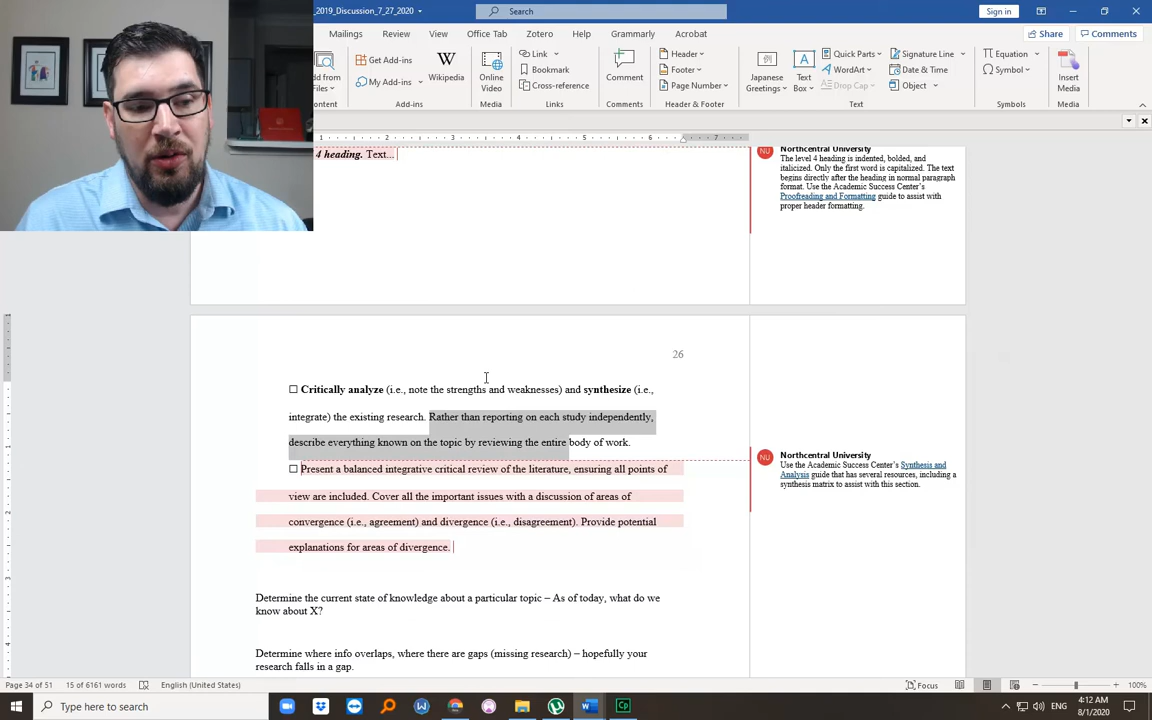 _2019_Discussion_7_27_2020
Search
Sign in
Mailings Review View Office Tab Zotero Help Grammarly Acrobat
Share Comments
Get Add-ins
My Add-ins
Wikipedia
Online Video
Link
Bookmark
Cross-reference
Comment
Header
Footer
Page Number
Japanese Greetings
Text Box
Quick Parts
WordArt
Drop Cap
Signature Line
Date & Time
Object
Equation
Symbol
Insert Media
Add-ins Media Links Comments Header & Footer Text Symbols Media
1 2 3 4 5 6 7
4 heading. Text...
Northcentral University
The level 4 heading is indented, bolded, and
italicized. Only the first word is capitalized. The text
begins directly after the heading in normal paragraph
format. Use the Academic Success Center's
Proofreading and Formatting guide to assist with
proper header formatting.
26
☐ Critically analyze (i.e., note the strengths and weaknesses) and synthesize (i.e.,
integrate) the existing research. Rather than reporting on each study independently,
describe everything known on the topic by reviewing the entire body of work.
☐ Present a balanced integrative critical review of the literature, ensuring all points of
view are included. Cover all the important issues with a discussion of areas of
convergence (i.e., agreement) and divergence (i.e., disagreement). Provide potential
explanations for areas of divergence.
Northcentral University
Use the Academic Success Center's Synthesis and
Analysis guide that has several resources, including a
synthesis matrix to assist with this section.
Determine the current state of knowledge about a particular topic – As of today, what do we
know about X?
Determine where info overlaps, where there are gaps (missing research) – hopefully your
research falls in a gap.
Page 34 of 51 15 of 6161 words English (United States) Focus 100%
Type here to search
ENG
4:12 AM
8/1/2020